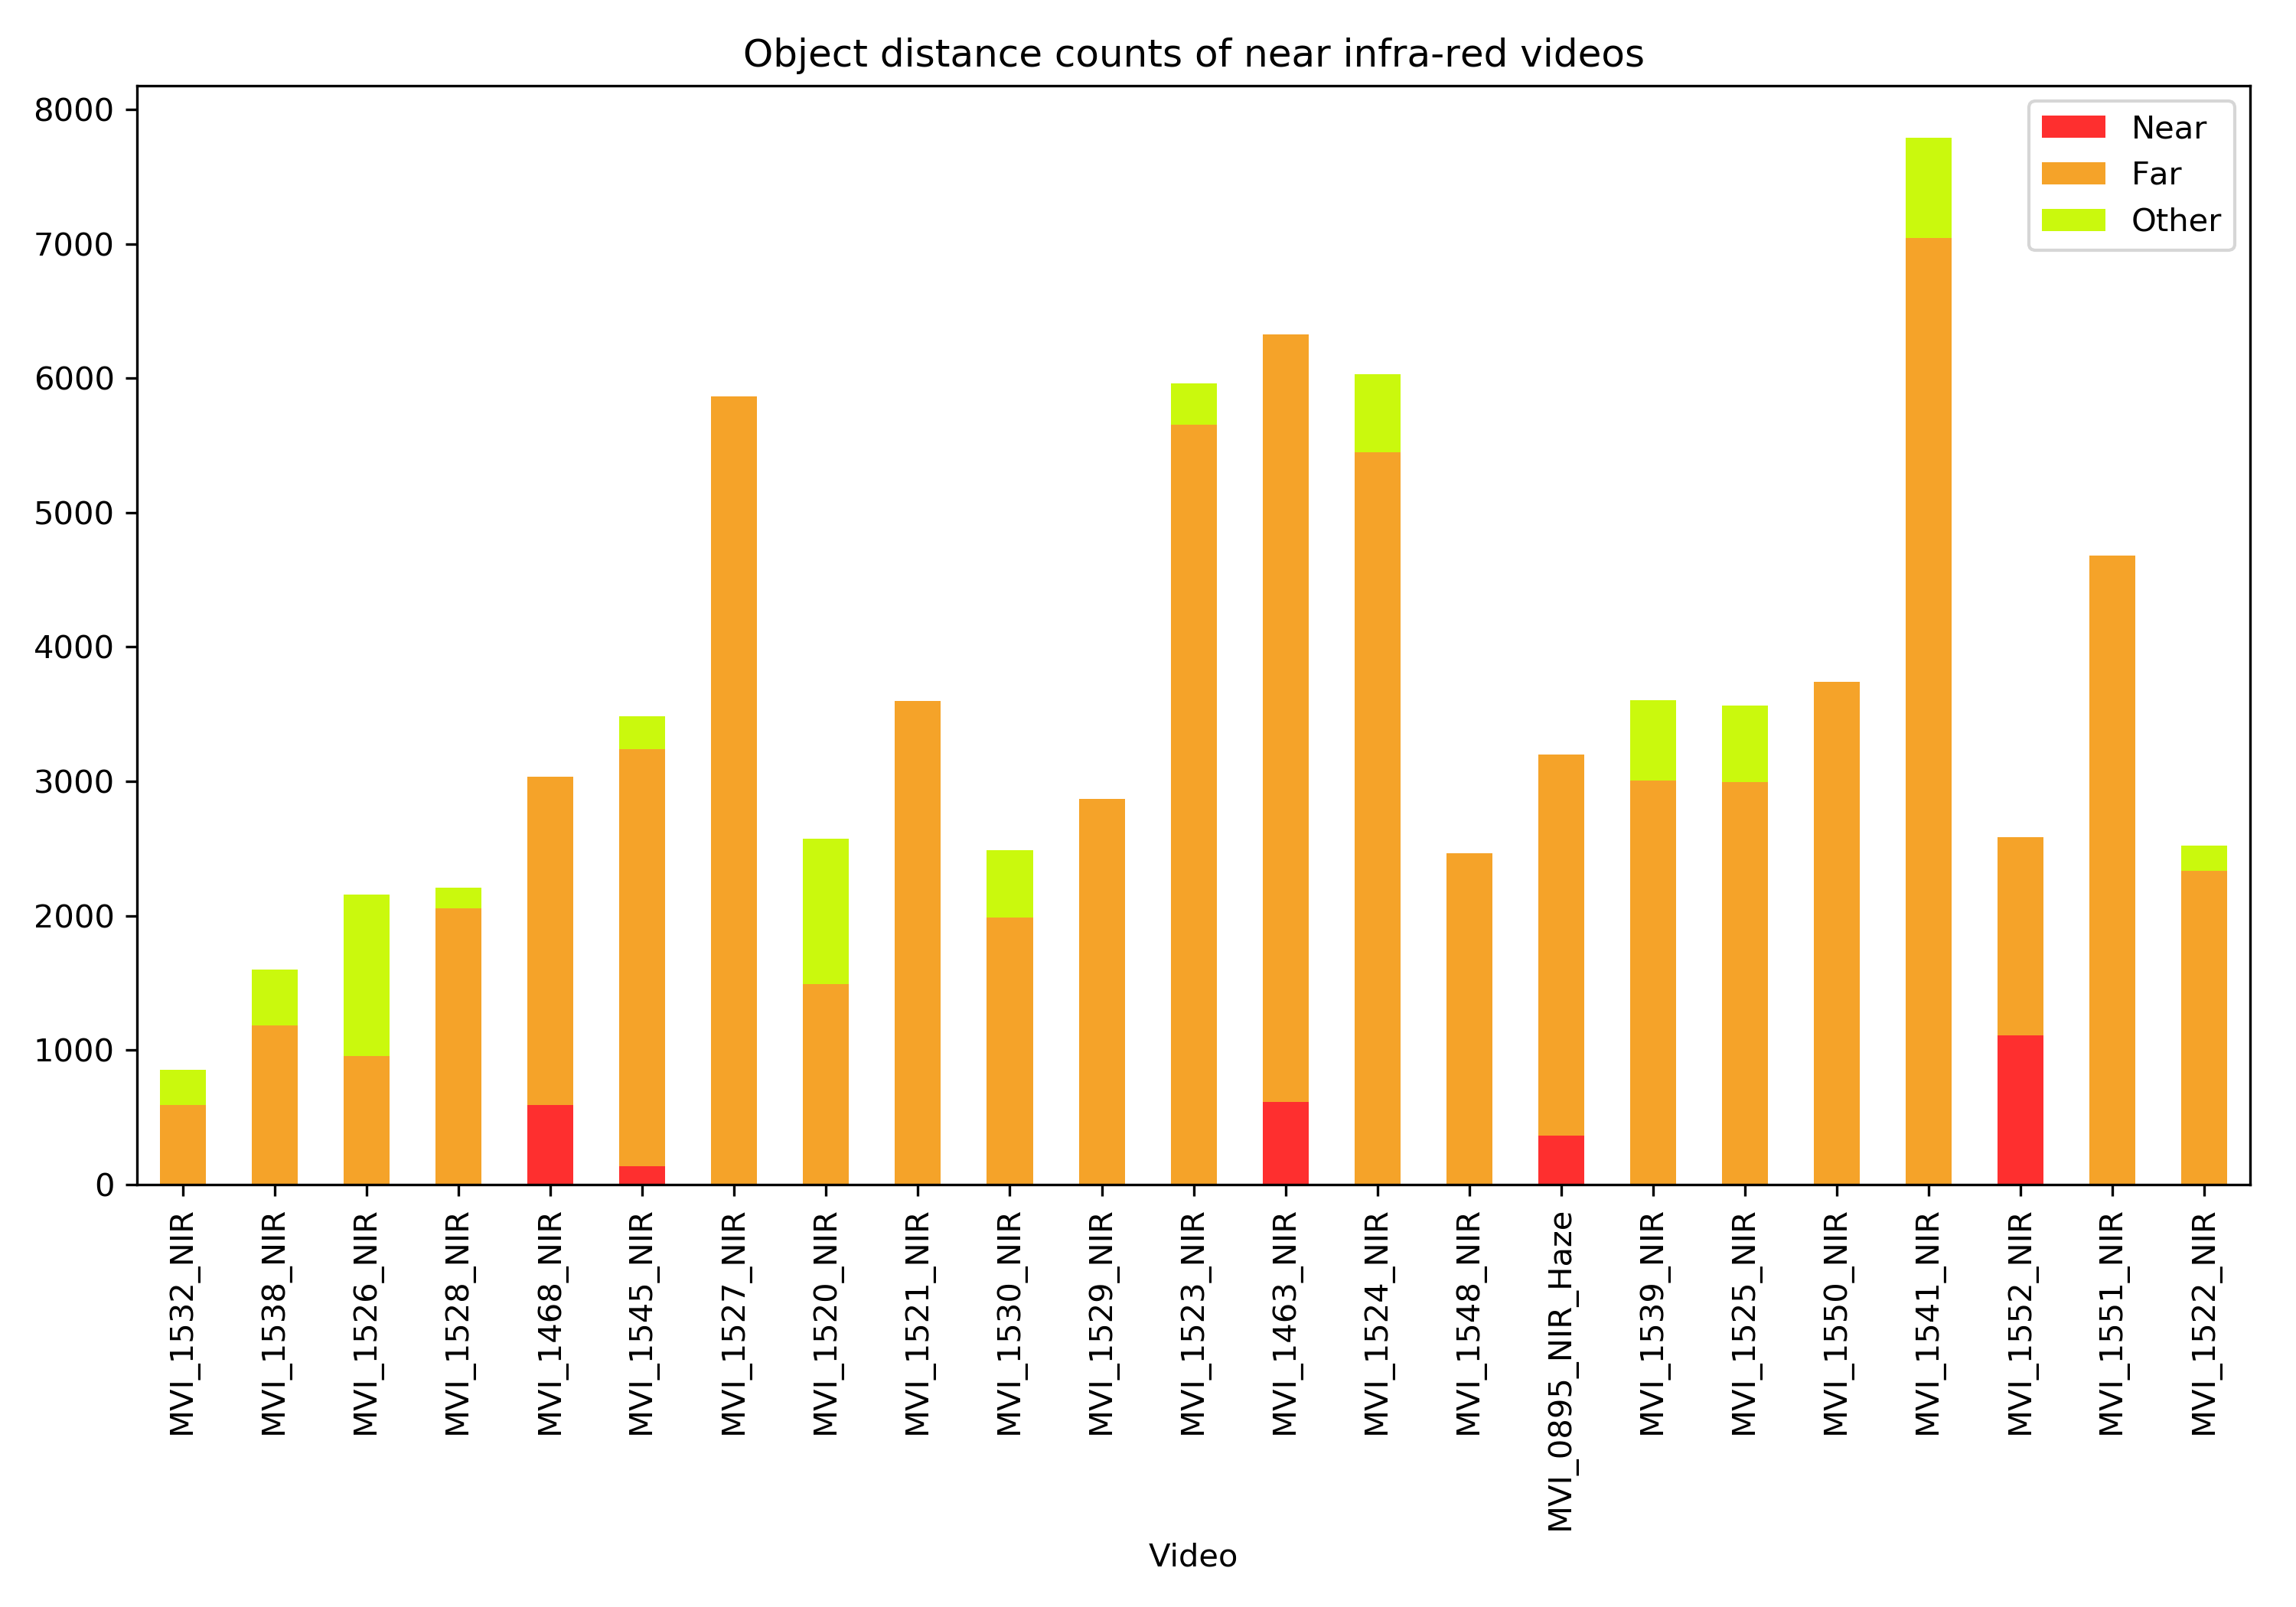 Object distance counts of near infra-red videos
8000
7000
6000
5000
4000
3000
2000
1000
0
Near
Far
Other
MVI_1532_NIR
MVI_1538_NIR
MVI_1526_NIR
MVI_1528_NIR
MVI_1468_NIR
MVI_1545_NIR
MVI_1527_NIR
MVI_1520_NIR
MVI_1521_NIR
MVI_1530_NIR
MVI_1529_NIR
MVI_1523_NIR
MVI_1463_NIR
MVI_1524_NIR
MVI_1548_NIR
MVI_0895_NIR_Haze
MVI_1539_NIR
MVI_1525_NIR
MVI_1550_NIR
MVI_1541_NIR
MVI_1552_NIR
MVI_1551_NIR
MVI_1522_NIR
Video